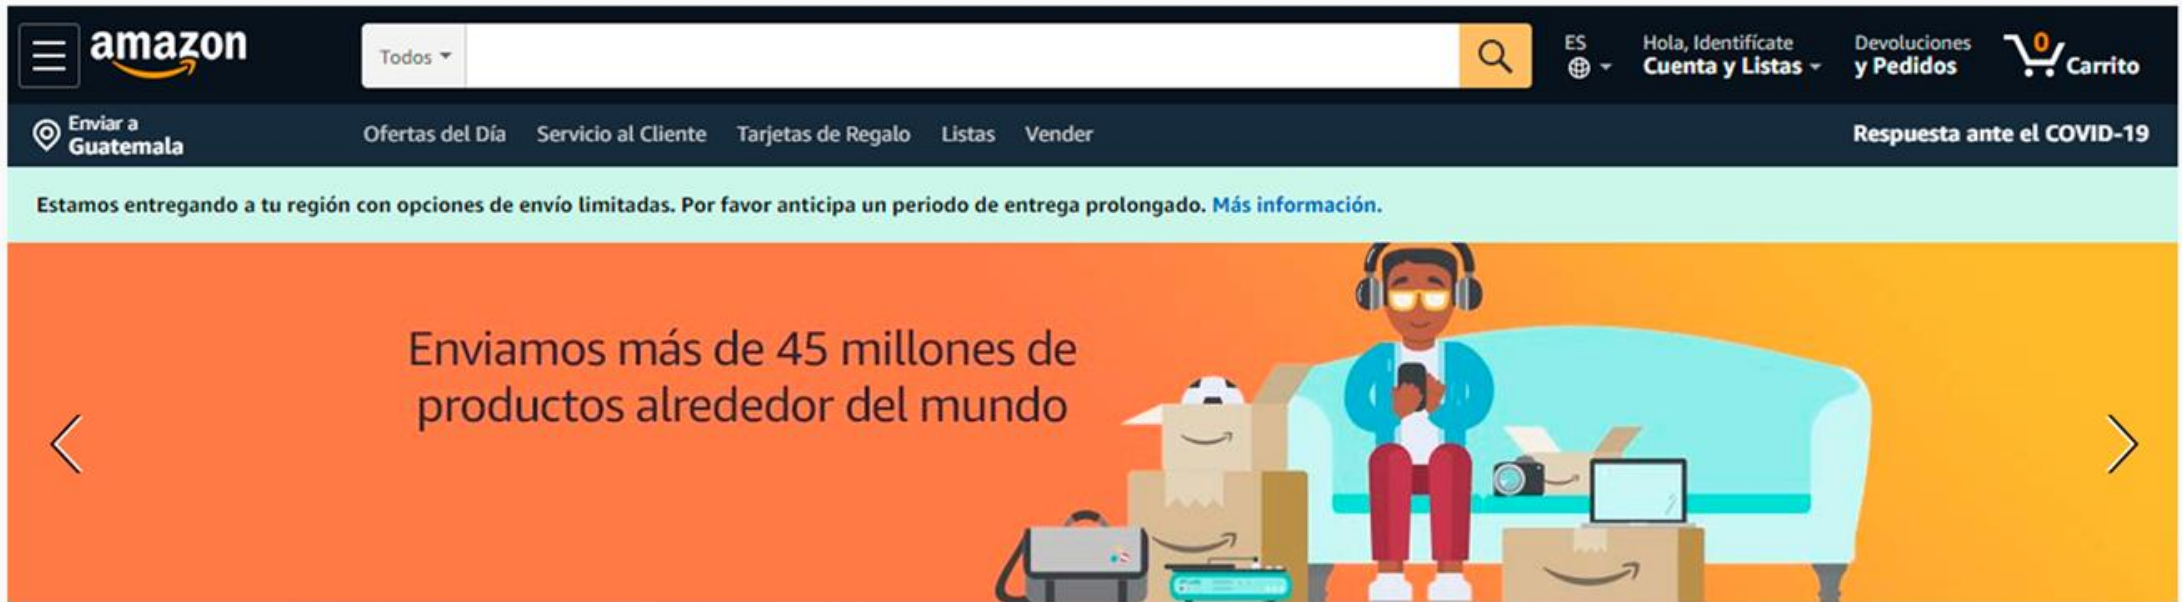 amazon
Todos
ES
Hola, Identifícate
Cuenta y Listas
Devoluciones
y Pedidos
0
Carrito
Enviar a
Guatemala
Ofertas del Día
Servicio al Cliente
Tarjetas de Regalo
Listas
Vender
Respuesta ante el COVID-19
Estamos entregando a tu región con opciones de envío limitadas. Por favor anticipa un periodo de entrega prolongado. Más información.
Enviamos más de 45 millones de
productos alrededor del mundo